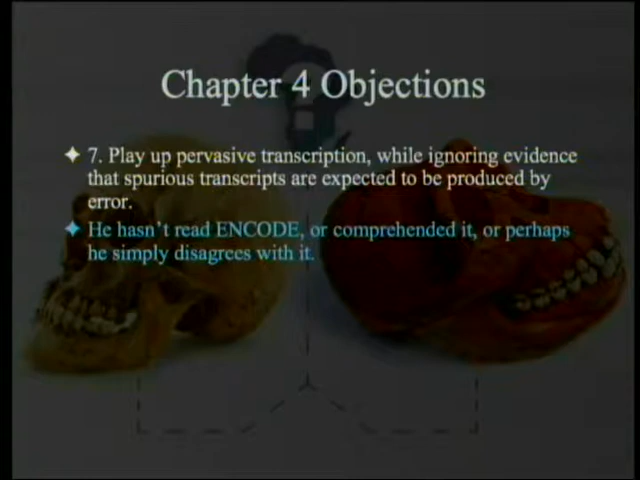 Chapter 4 Objections
7. Play up pervasive transcription, while ignoring evidence
that spurious transcripts are expected to be produced by
error.
He hasn't read ENCODE, or comprehended it, or perhaps
he simply disagrees with it.